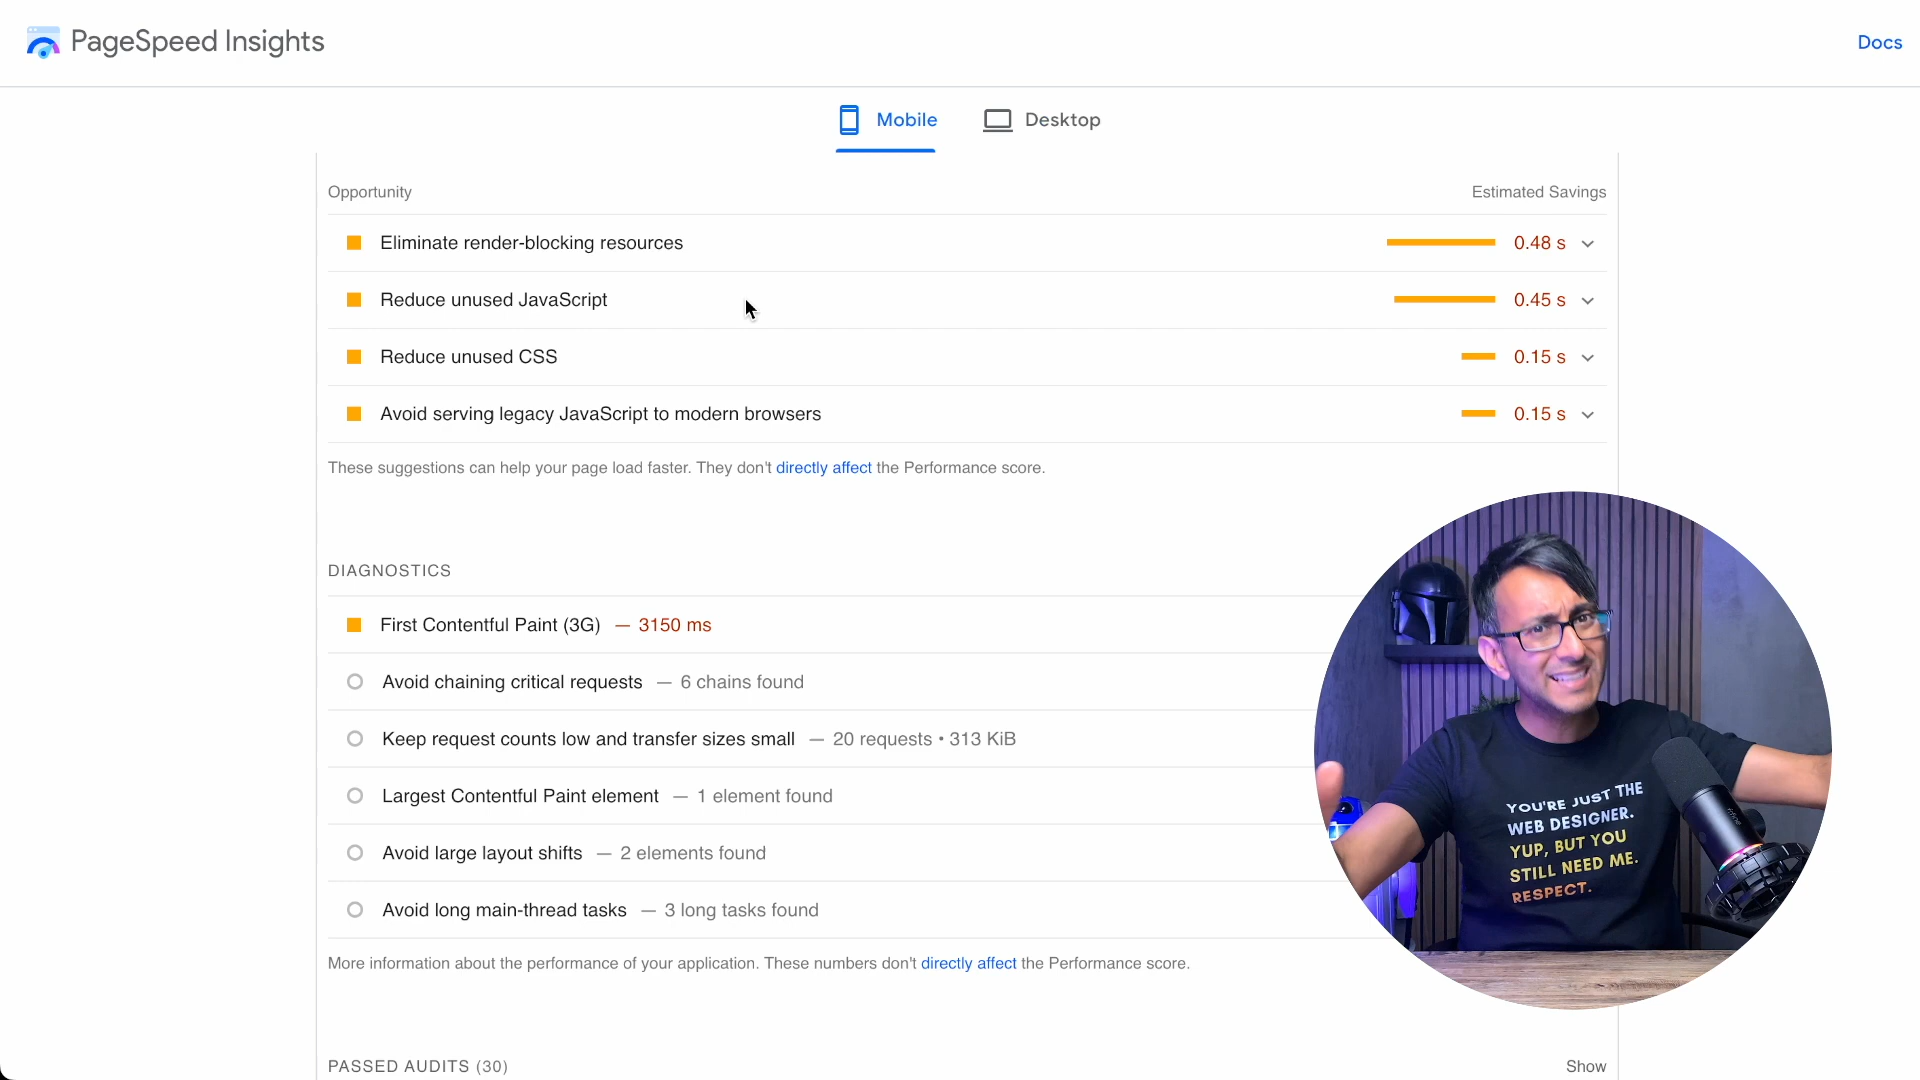 PageSpeed Insights
Docs
Mobile
Desktop
Opportunity
Estimated Savings
Eliminate render-blocking resources
0.48 s
Reduce unused JavaScript
0.45 s
Reduce unused CSS
0.15 s
Avoid serving legacy JavaScript to modern browsers
0.15 s
These suggestions can help your page load faster. They don't directly affect the Performance score.
DIAGNOSTICS
First Contentful Paint (3G) — 3150 ms
Avoid chaining critical requests — 6 chains found
Keep request counts low and transfer sizes small — 20 requests • 313 KiB
Largest Contentful Paint element — 1 element found
Avoid large layout shifts — 2 elements found
Avoid long main-thread tasks — 3 long tasks found
More information about the performance of your application. These numbers don't directly affect the Performance score.
YOU'RE JUST THE
WEB DESIGNER.
YUP, BUT YOU
STILL NEED ME.
RESPECT.
PASSED AUDITS (30)
Show